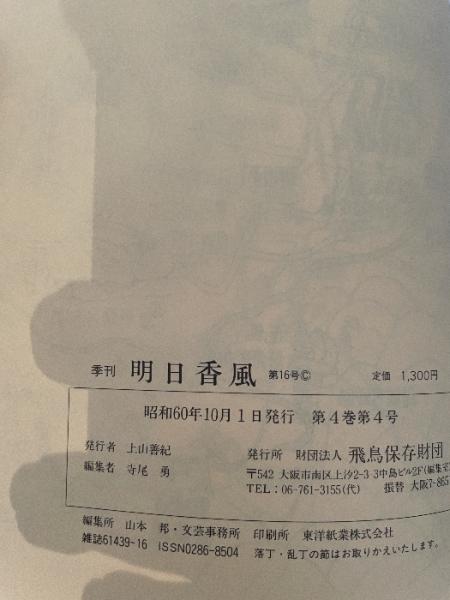 季刊 明日香風 第16号© 定価 1,300円
昭和60年10月1日発行 第4巻第4号
発行者 上山善紀
編集者 寺尾 勇
発行所 財団法人 飛鳥保存財団
〒542 大阪市南区上汐2-3-3中島ビル2F(編集室
TEL:06-761-3155(代) 振替 大阪7-865
編集所 山本 邦・文芸事務所 印刷所 東洋紙業株式会社
雑誌61439-16 ISSN0286-8504 落丁・乱丁の節はお取りかえいたします。